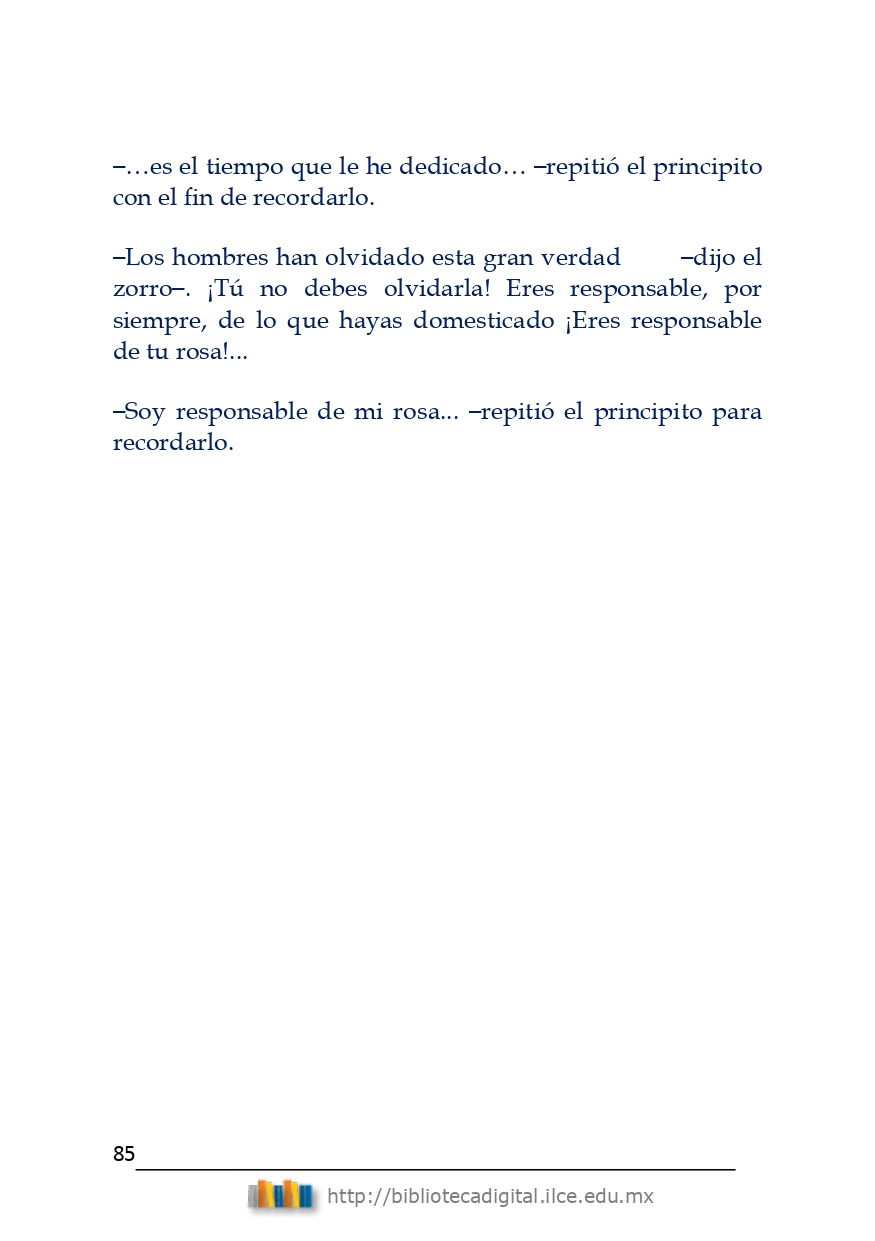 –…es el tiempo que le he dedicado… –repitió el principito
con el fin de recordarlo.
–Los hombres han olvidado esta gran verdad –dijo el
zorro–. ¡Tú no debes olvidarla! Eres responsable, por
siempre, de lo que hayas domesticado ¡Eres responsable
de tu rosa!...
–Soy responsable de mi rosa... –repitió el principito para
recordarlo.
85
http://bibliotecadigital.ilce.edu.mx